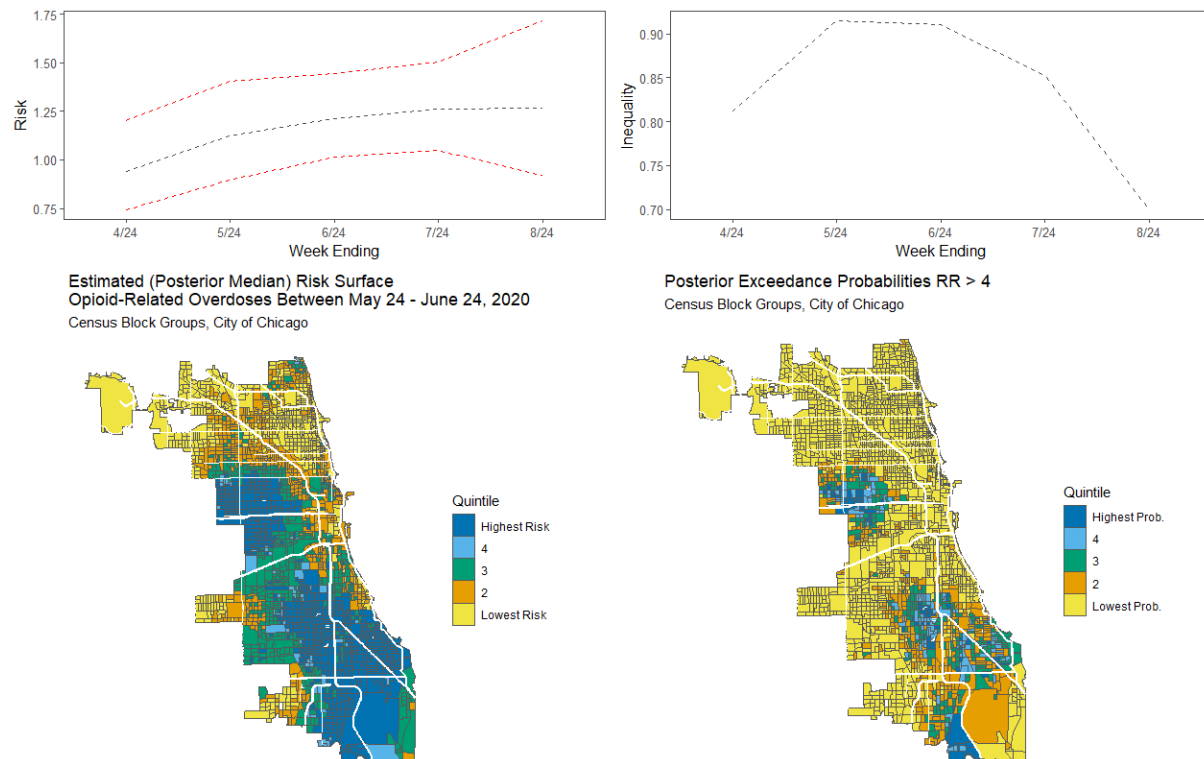 1.75
1.50
1.25
1.00
0.75
Risk
4/24
5/24
6/24
7/24
8/24
Week Ending
0.90
0.85
0.80
0.75
0.70
Inequality
4/24
5/24
6/24
7/24
8/24
Week Ending
Estimated (Posterior Median) Risk Surface
Opioid-Related Overdoses Between May 24 - June 24, 2020
Census Block Groups, City of Chicago
Quintile
Highest Risk
4
3
2
Lowest Risk
Posterior Exceedance Probabilities RR > 4
Census Block Groups, City of Chicago
Quintile
Highest Prob.
4
3
2
Lowest Prob.